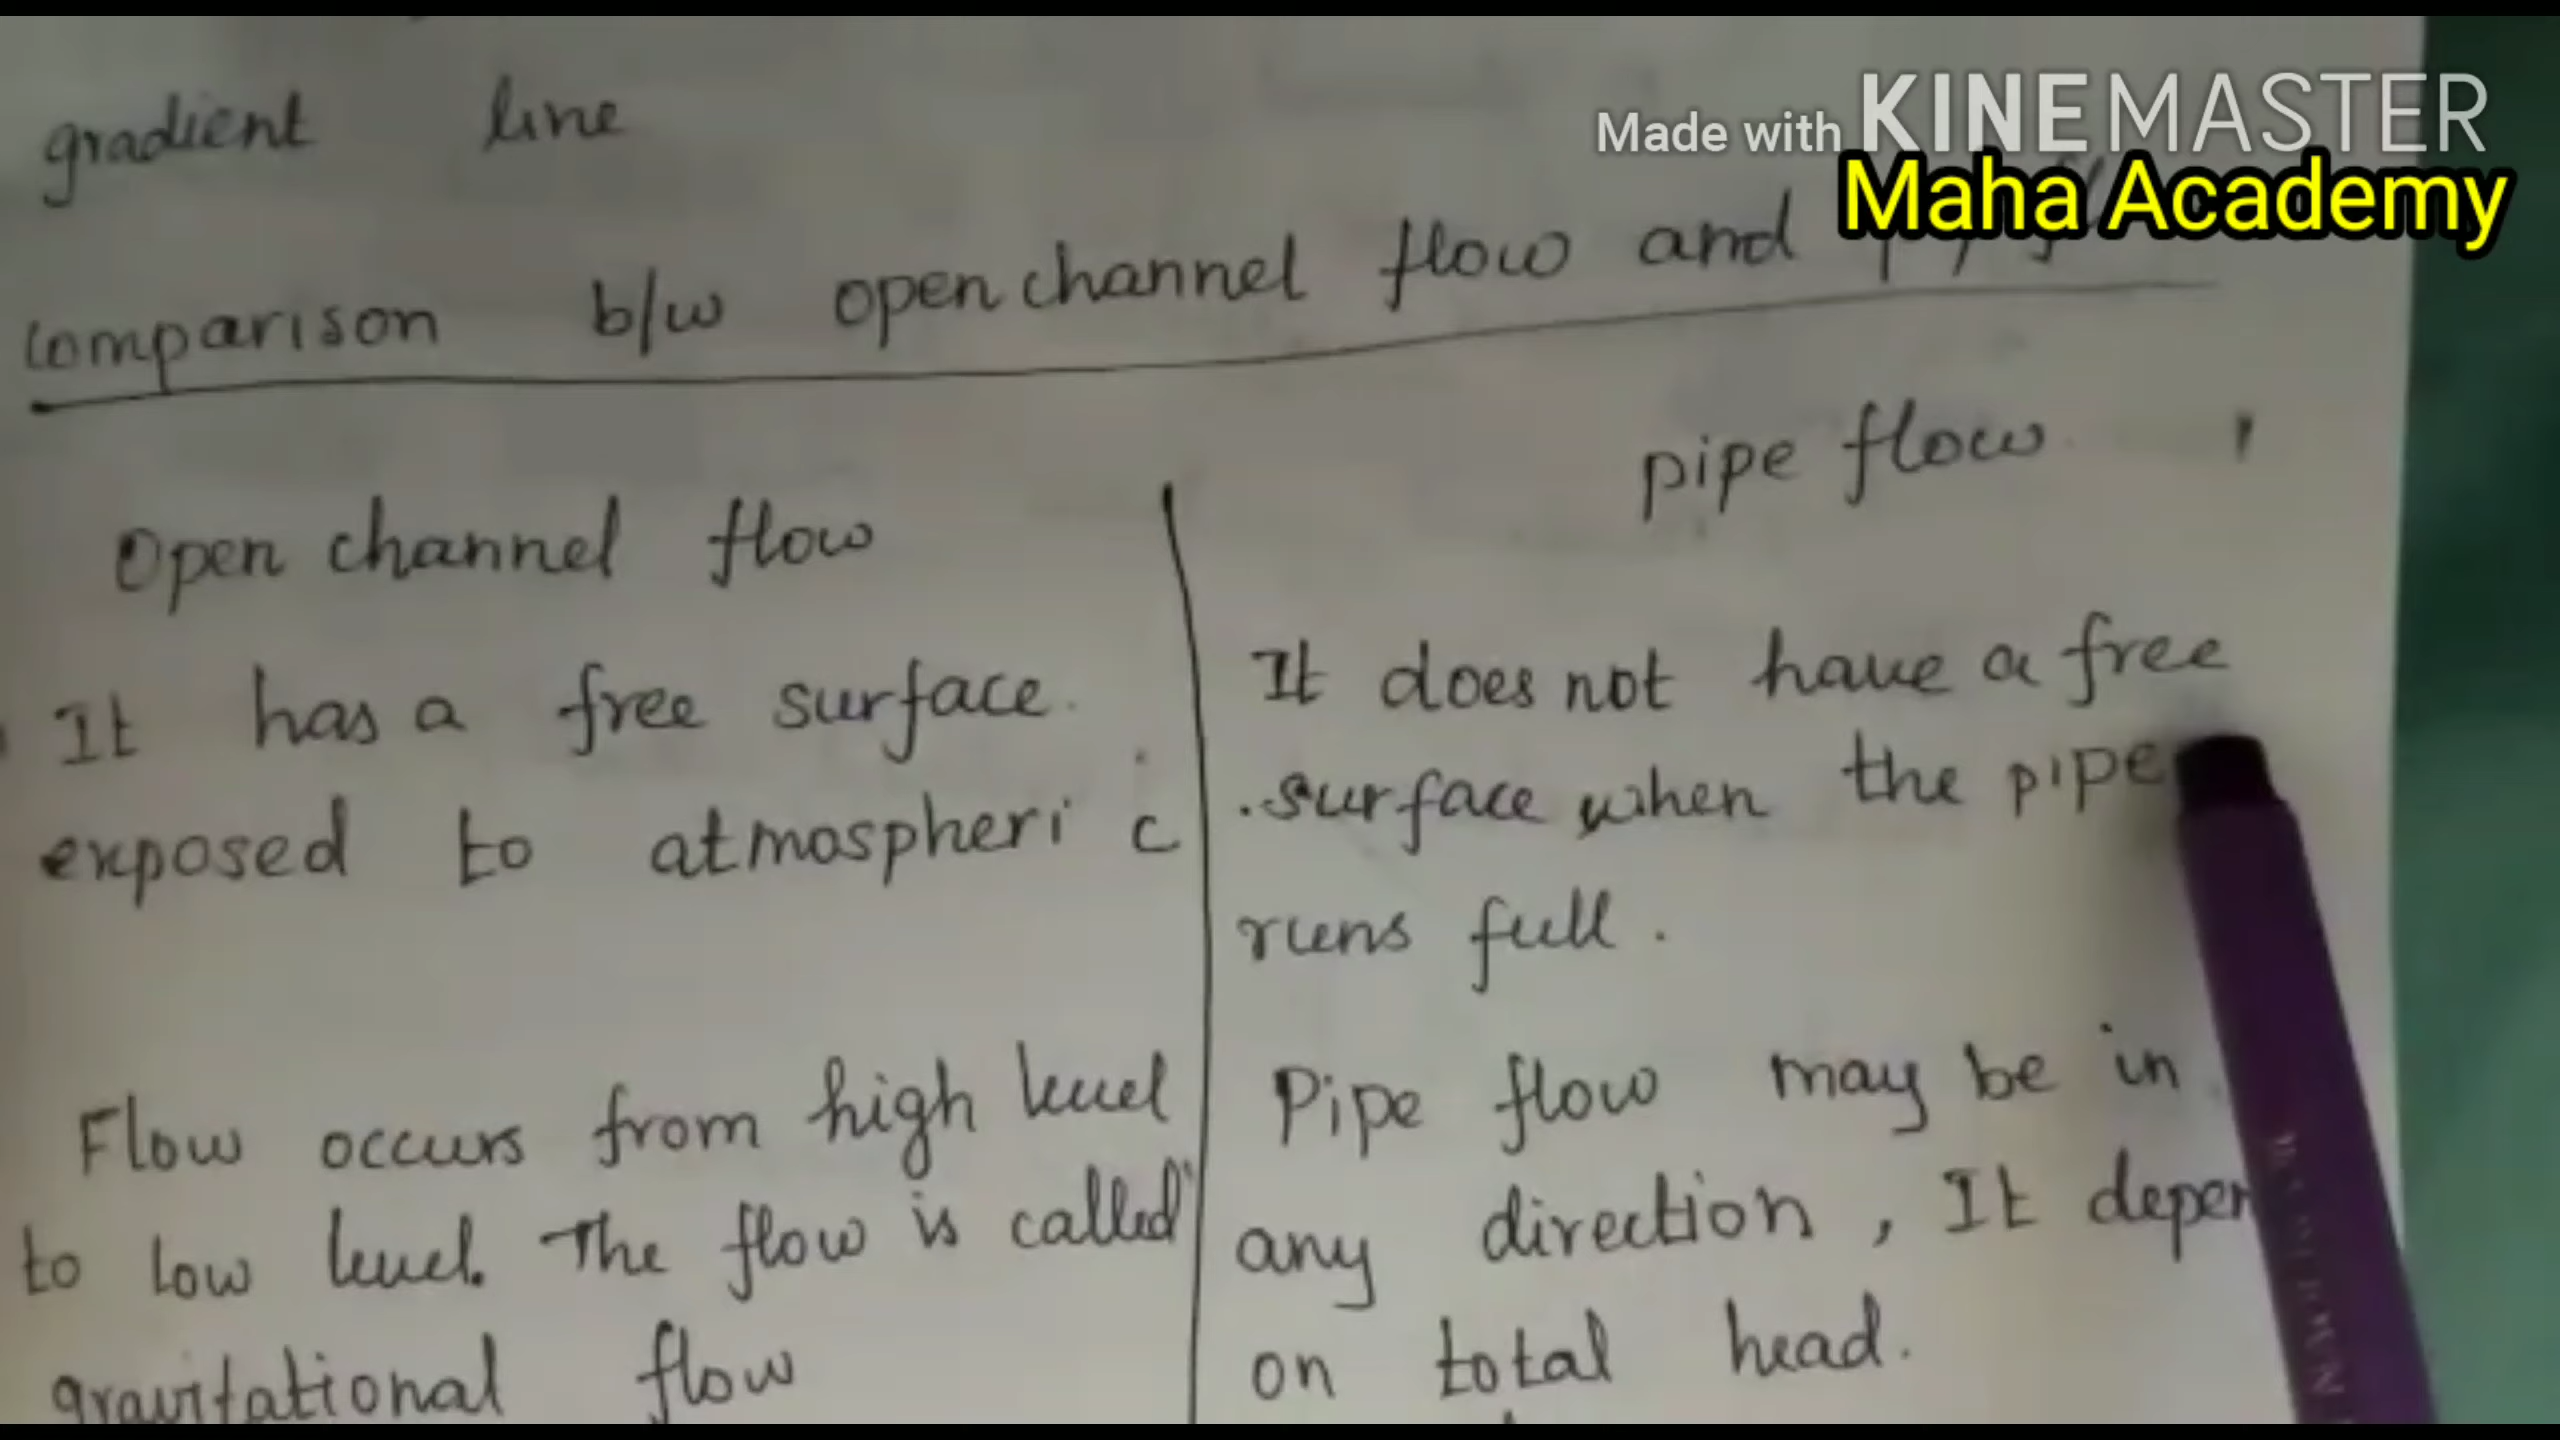 Made with KINEMASTER
Maha Academy
gradient line
comparison b/w open channel flow and
Open channel flow
It has a free surface.
exposed to atmospheric
Flow occurs from high level
to low level. The flow is called
gravitational flow
pipe flow
It does not have a free
surface when the pipe
runs full.
Pipe flow may be in
any direction, It depen
on total head.